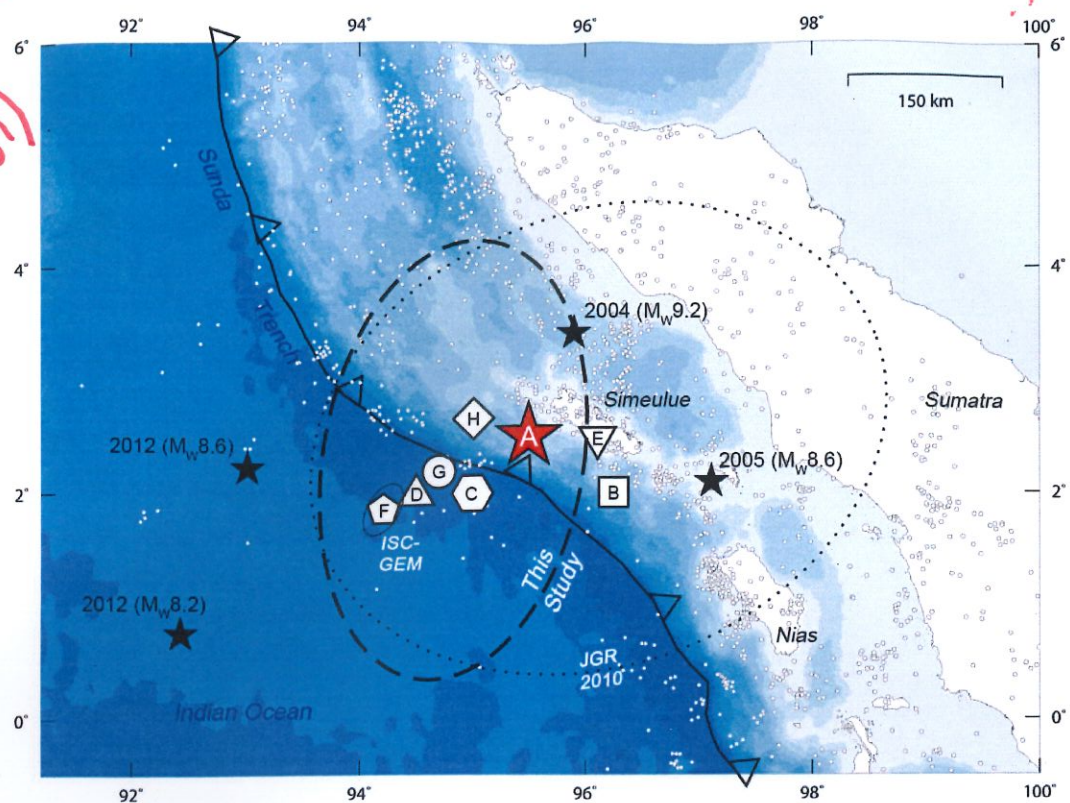 92° 94° 96° 98° 100°
6° 6°
150 km
Sunda
4° 4°
Trench
2004 (MW9.2)
Simeulue
Sumatra
H
A
E
2012 (MW8.6)
2005 (MW8.6)
G
2° D C B 2°
F
ISC-
GEM
This
Study
2012 (MW8.2)
Nias
JGR
2010
Indian Ocean
0° 0°
92° 94° 96° 98° 100°